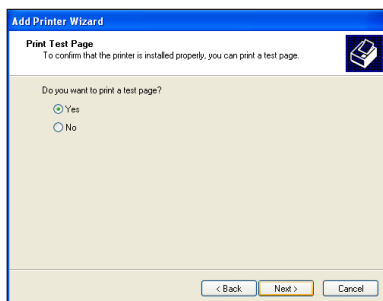 Add Printer Wizard
Print Test Page
To confirm that the printer is installed properly, you can print a test page.
Do you want to print a test page?
Yes
No
< Back Next > Cancel